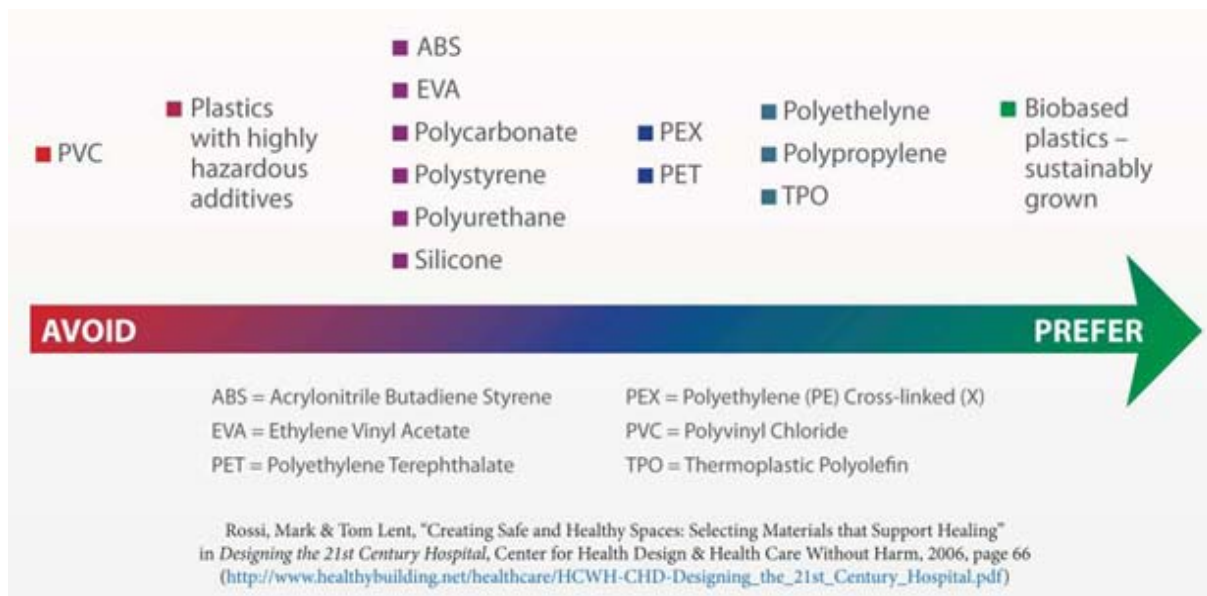 PVC
Plastics
with highly
hazardous
additives
ABS
EVA
Polycarbonate
Polystyrene
Polyurethane
Silicone
PEX
PET
Polyethelyne
Polypropylene
TPO
Biobased
plastics –
sustainably
grown
AVOID
PREFER
ABS = Acrylonitrile Butadiene Styrene
EVA = Ethylene Vinyl Acetate
PET = Polyethylene Terephthalate
PEX = Polyethylene (PE) Cross-linked (X)
PVC = Polyvinyl Chloride
TPO = Thermoplastic Polyolefin
Rossi, Mark & Tom Lent, “Creating Safe and Healthy Spaces: Selecting Materials that Support Healing”
in Designing the 21st Century Hospital, Center for Health Design & Health Care Without Harm, 2006, page 66
(http://www.healthybuilding.net/healthcare/HCWH-CHD-Designing_the_21st_Century_Hospital.pdf)